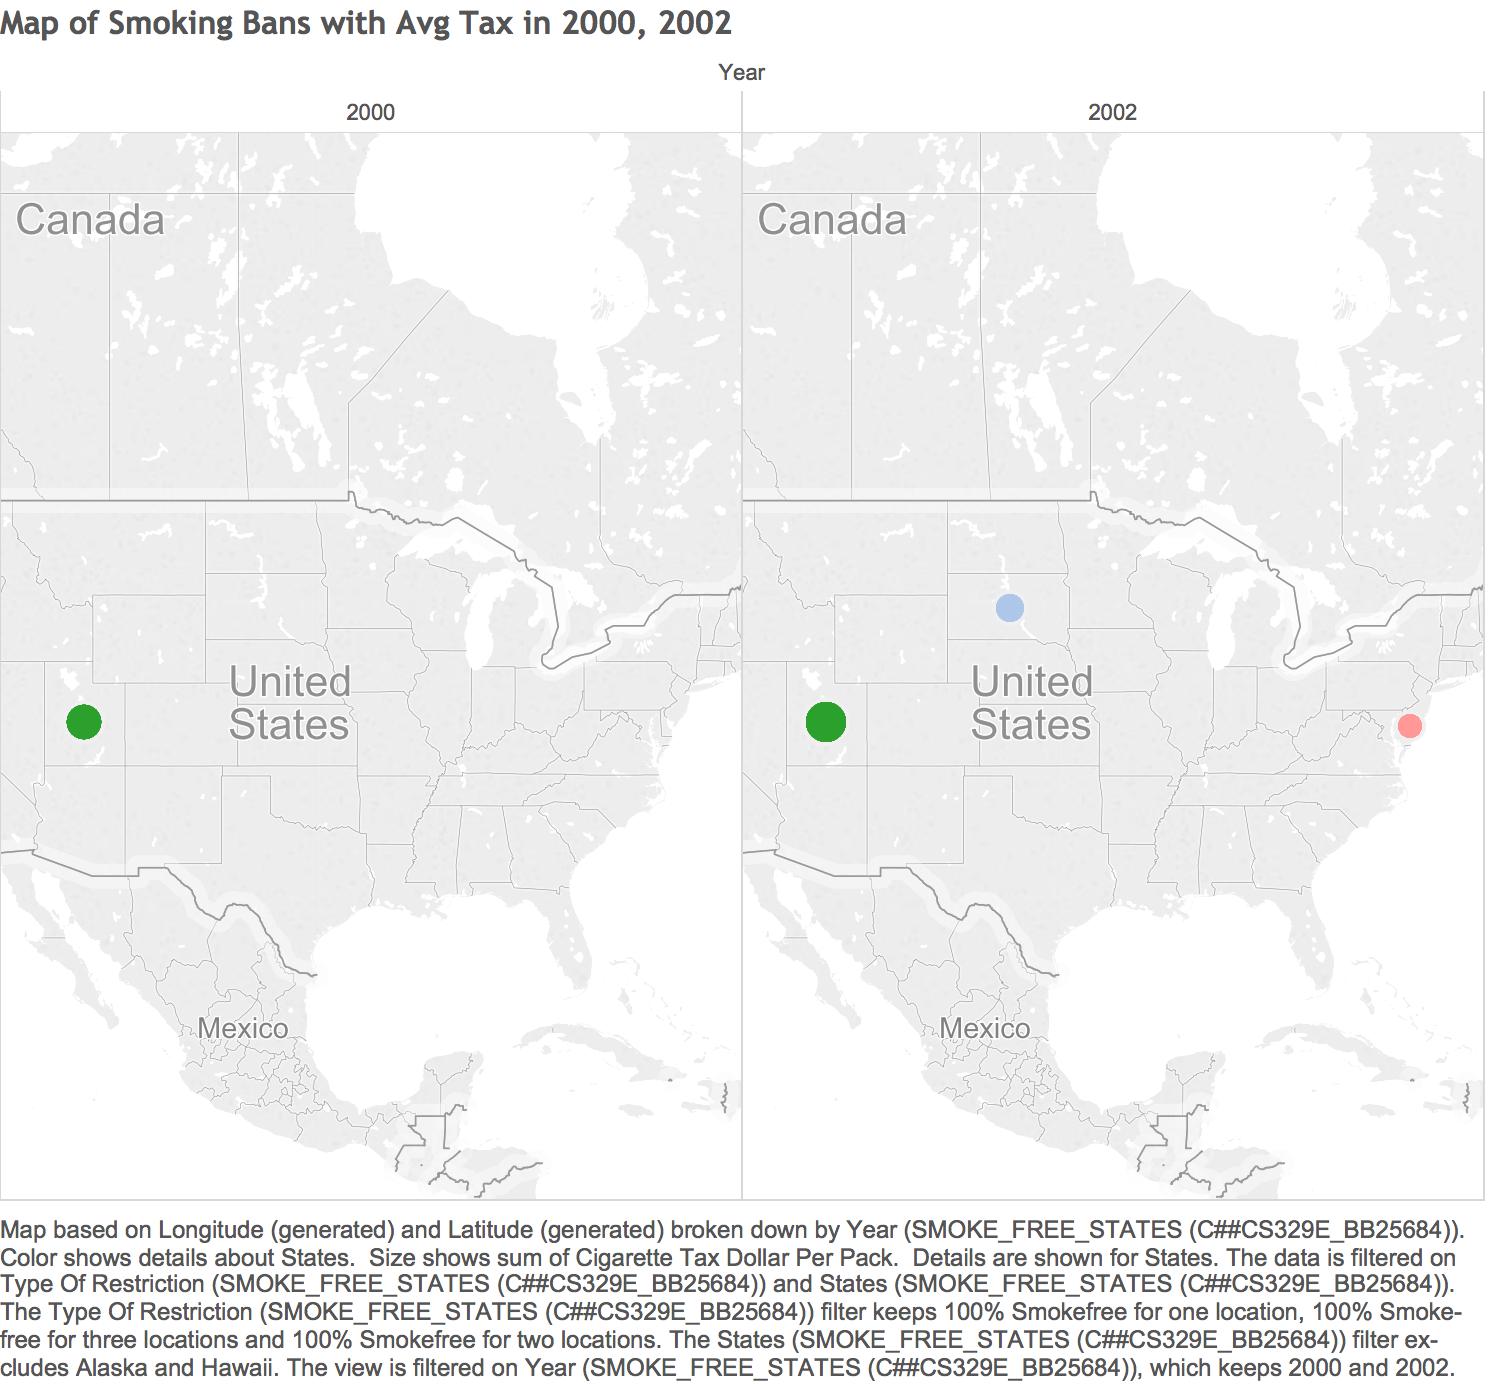 Map of Smoking Bans with Avg Tax in 2000, 2002
Year
2000
2002
Canada
Canada
United
States
United
States
Mexico
Mexico
Map based on Longitude (generated) and Latitude (generated) broken down by Year (SMOKE_FREE_STATES (C##CS329E_BB25684)).
Color shows details about States.  Size shows sum of Cigarette Tax Dollar Per Pack.  Details are shown for States. The data is filtered on
Type Of Restriction (SMOKE_FREE_STATES (C##CS329E_BB25684)) and States (SMOKE_FREE_STATES (C##CS329E_BB25684)).
The Type Of Restriction (SMOKE_FREE_STATES (C##CS329E_BB25684)) filter keeps 100% Smokefree for one location, 100% Smoke-
free for three locations and 100% Smokefree for two locations. The States (SMOKE_FREE_STATES (C##CS329E_BB25684)) filter ex-
cludes Alaska and Hawaii. The view is filtered on Year (SMOKE_FREE_STATES (C##CS329E_BB25684)), which keeps 2000 and 2002.